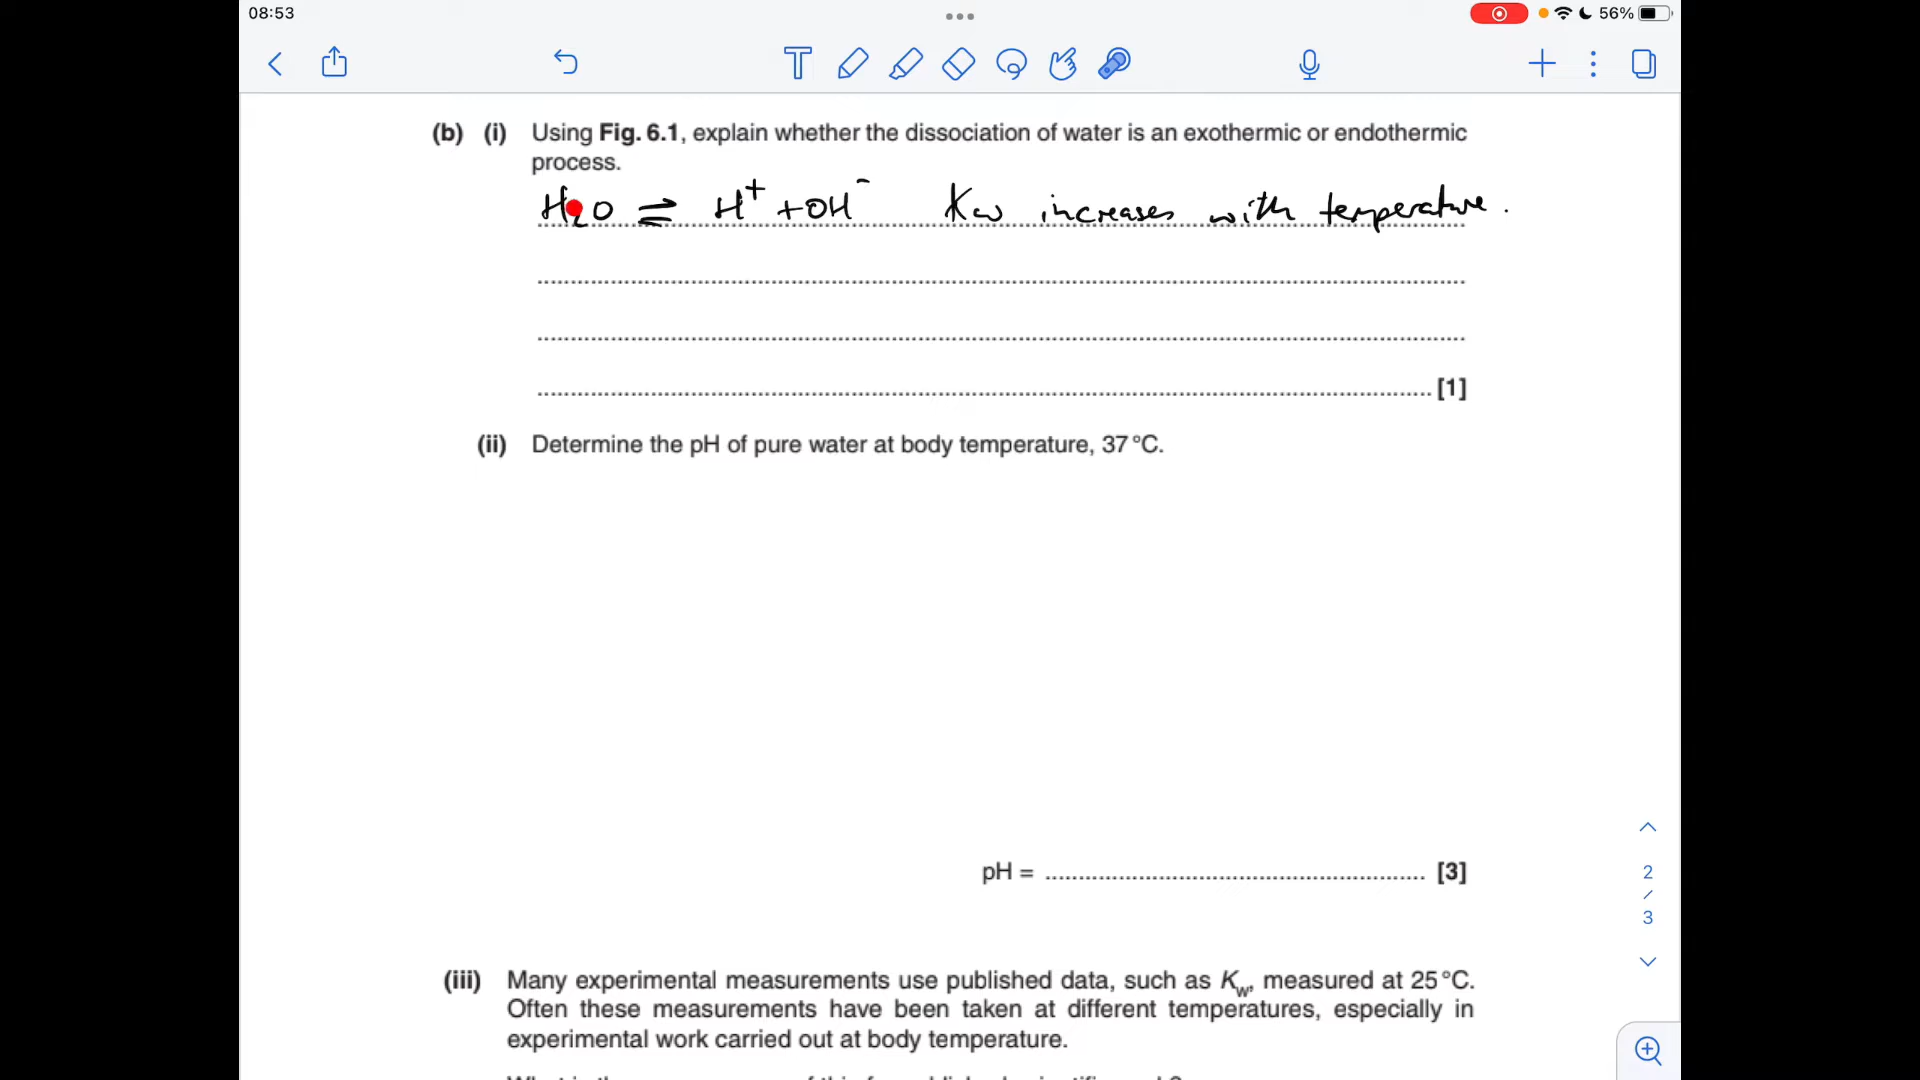 08:53
56%
(b) (i) Using Fig. 6.1, explain whether the dissociation of water is an exothermic or endothermic
process.
H₂O ⇌ H⁺ + OH⁻ Kw increases with temperature.
[1]
(ii) Determine the pH of pure water at body temperature, 37 °C.
pH = [3]
2
/
3
(iii) Many experimental measurements use published data, such as Kw, measured at 25 °C.
Often these measurements have been taken at different temperatures, especially in
experimental work carried out at body temperature.